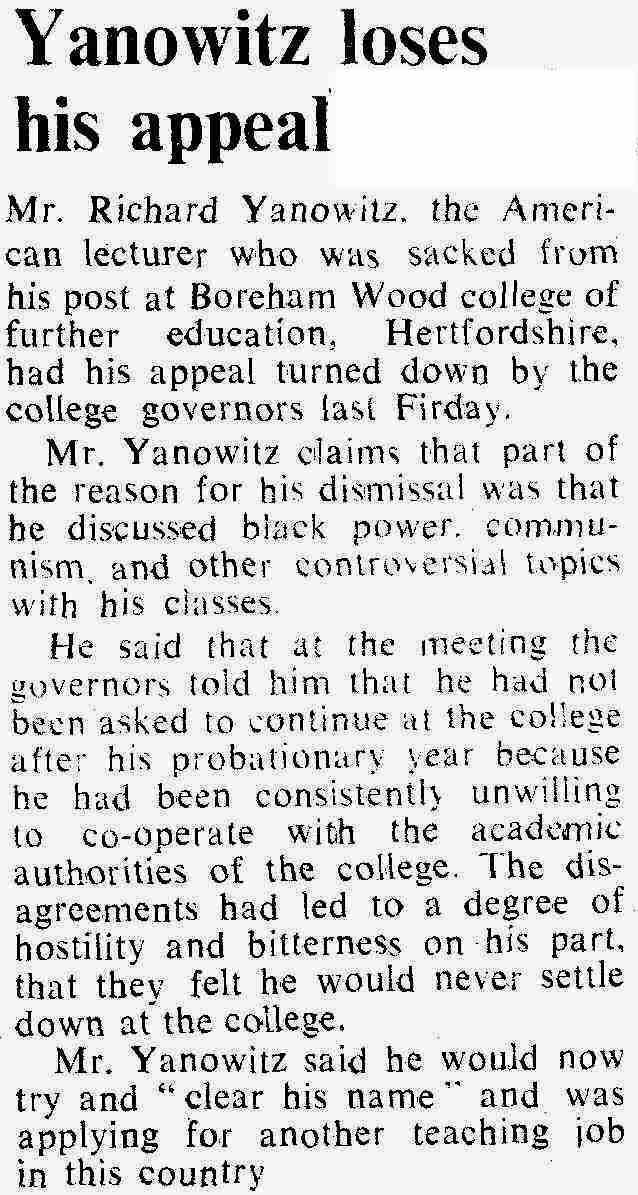 Yanowitz loses
his appeal
Mr. Richard Yanowitz, the Ameri-
can lecturer who was sacked from
his post at Boreham Wood college of
further education, Hertfordshire,
had his appeal turned down by the
college governors last Firday.
Mr. Yanowitz claims that part of
the reason for his dismissal was that
he discussed black power, commu-
nism, and other controversial topics
with his classes.
He said that at the meeting the
governors told him that he had not
been asked to continue at the college
after his probationary year because
he had been consistently unwilling
to co-operate with the academic
authorities of the college. The dis-
agreements had led to a degree of
hostility and bitterness on his part,
that they felt he would never settle
down at the college.
Mr. Yanowitz said he would now
try and "clear his name" and was
applying for another teaching job
in this country